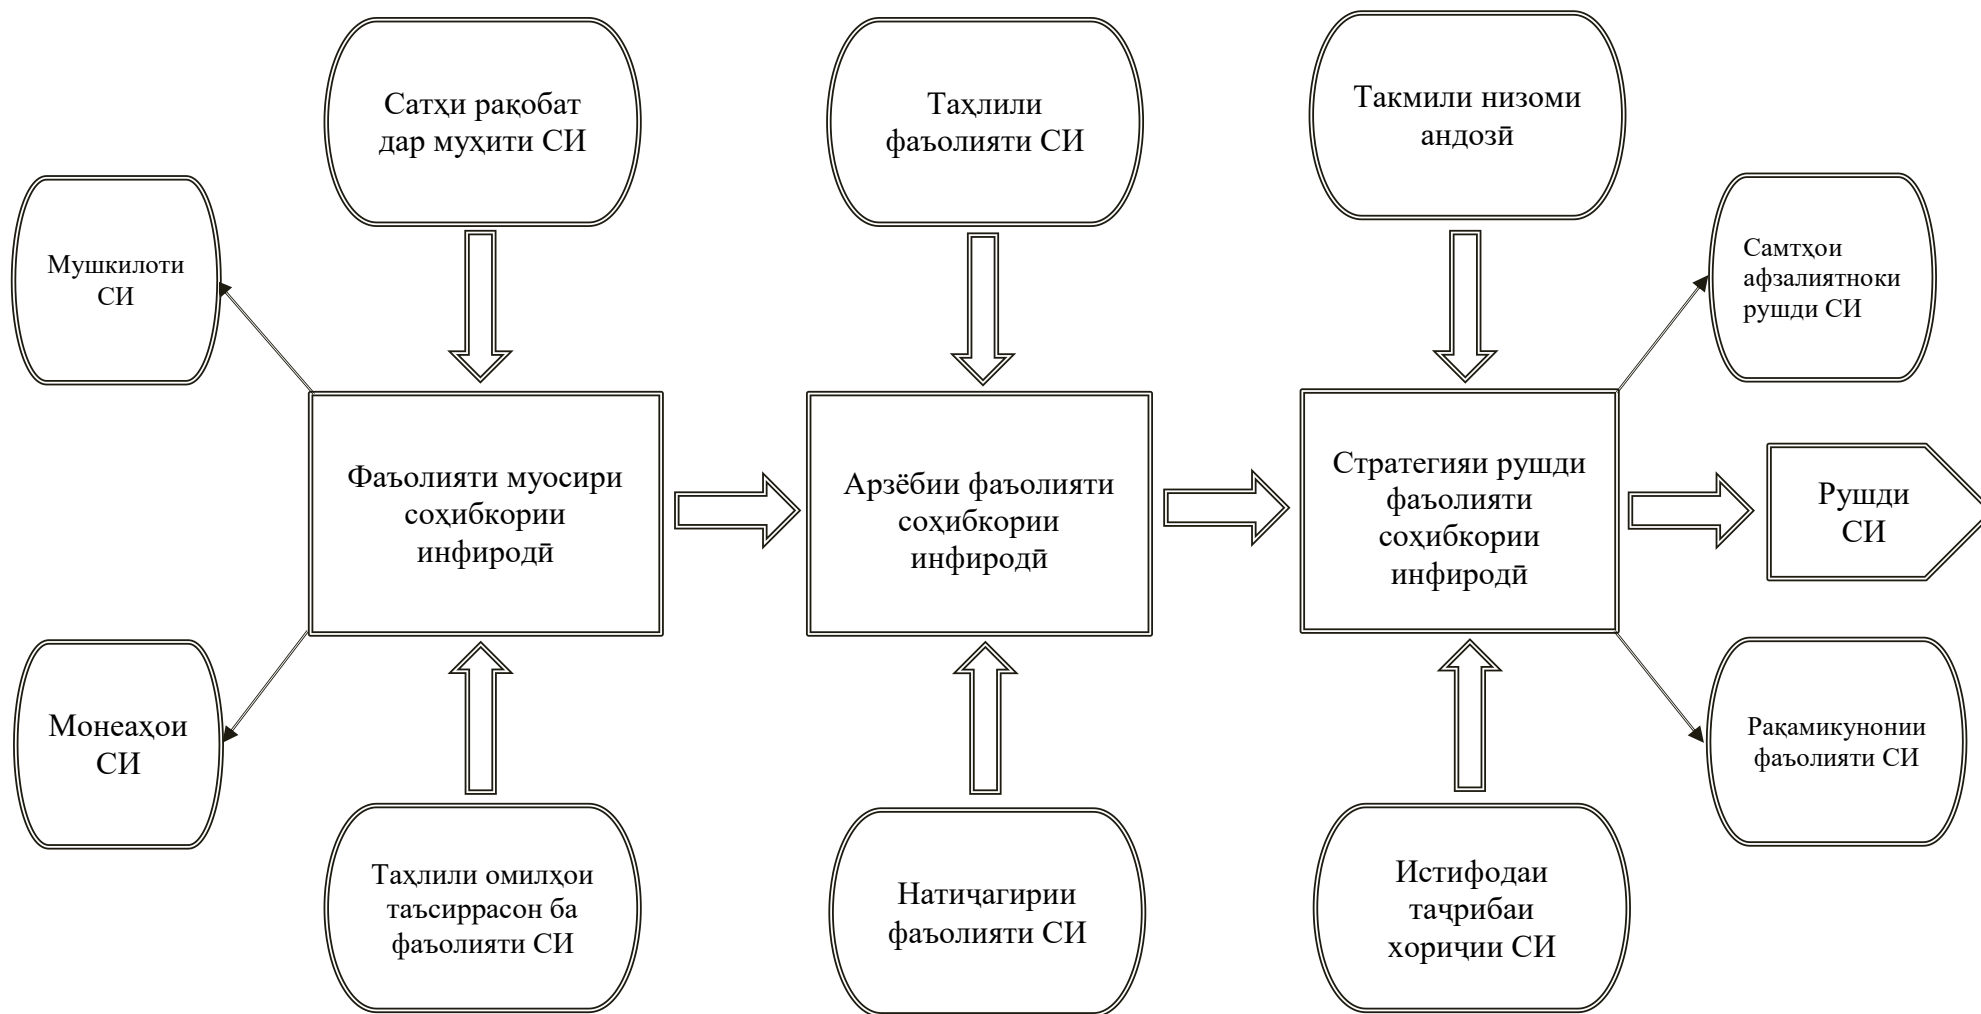 Сатҳи рақобат
дар муҳити СИ
Таҳлили
фаъолияти СИ
Такмили низоми
андозӣ
Мушкилоти
СИ
Самтҳои
афзалиятноки
рушди СИ
Фаъолияти муосири
соҳибкории
инфиродӣ
Арзёбии фаъолияти
соҳибкории
инфиродӣ
Стратегияи рушди
фаъолияти
соҳибкории
инфиродӣ
Рушди
СИ
Монеаҳои
СИ
Рақамикунонии
фаъолияти СИ
Таҳлили омилҳои
таъсиррасон ба
фаъолияти СИ
Натиҷагирии
фаъолияти СИ
Истифодаи
таҷрибаи
хориҷии СИ